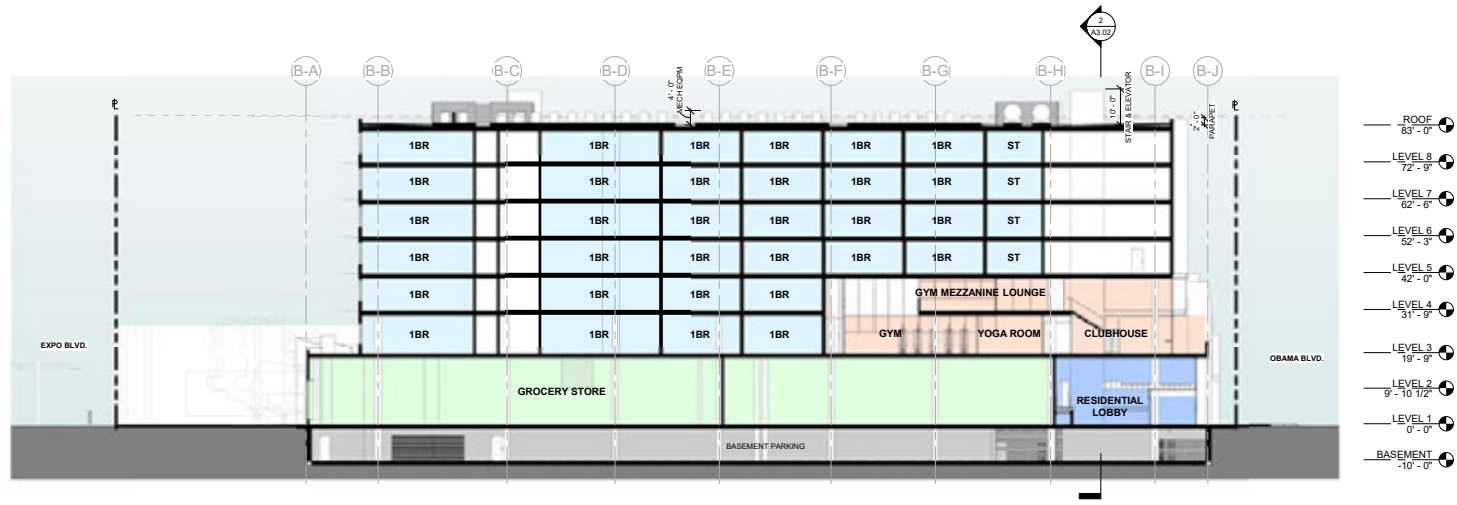 2
A3.02
B-A
B-B
B-C
B-D
B-E
B-F
B-G
B-H
B-I
B-J
PL
4' - 0"
MECH EQPM
10' - 0"
STAIR & ELEVATOR
2' - 0"
PARAPET
PL
ROOF
83' - 0"
1BR 1BR 1BR 1BR 1BR 1BR ST
LEVEL 8
72' - 9"
1BR 1BR 1BR 1BR 1BR 1BR ST
LEVEL 7
62' - 6"
1BR 1BR 1BR 1BR 1BR 1BR ST
LEVEL 6
52' - 3"
1BR 1BR 1BR 1BR 1BR 1BR ST
LEVEL 5
42' - 0"
1BR 1BR 1BR 1BR GYM MEZZANINE LOUNGE
LEVEL 4
31' - 9"
1BR 1BR 1BR 1BR GYM YOGA ROOM CLUBHOUSE
EXPO BLVD.
OBAMA BLVD.
LEVEL 3
19' - 9"
GROCERY STORE
LEVEL 2
9' - 10 1/2"
RESIDENTIAL
LOBBY
LEVEL 1
0' - 0"
BASEMENT PARKING
BASEMENT
-10' - 0"